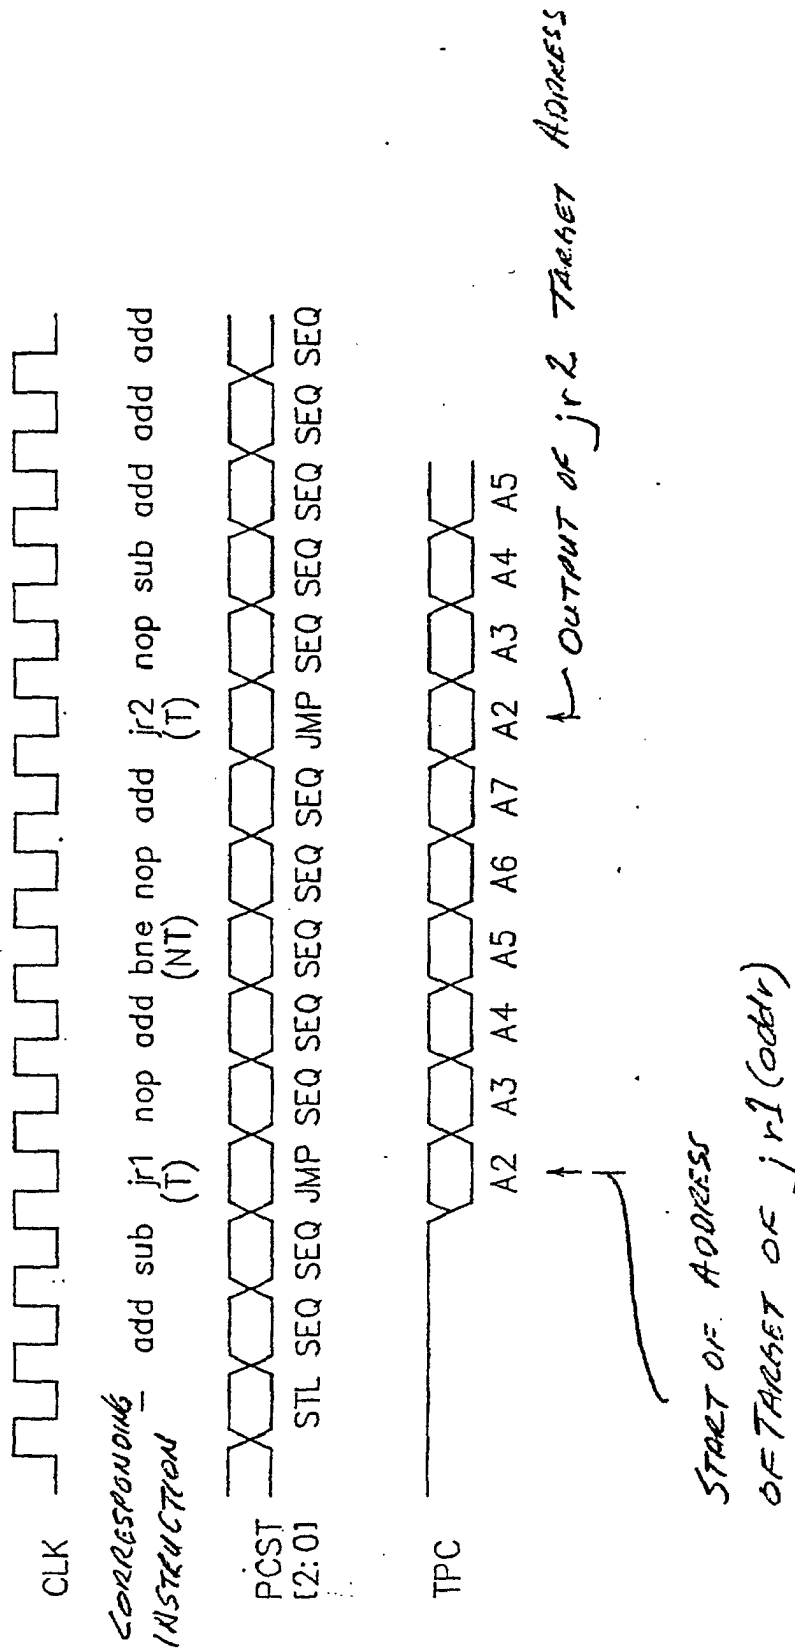 CLK
CORRESPONDING
INSTRUCTION
— add sub jr1 nop add bne nop add jr2 nop sub add add add
(T) (NT) (T)
PCST
[2:0]
STL SEQ SEQ JMP SEQ SEQ SEQ SEQ SEQ JMP SEQ SEQ SEQ SEQ SEQ
TPC
A2 A3 A4 A5 A6 A7 A2 A3 A4 A5
OUTPUT OF jr2 TARGET ADDRESS
START OF ADDRESS
OF TARGET OF jr1 (addr)